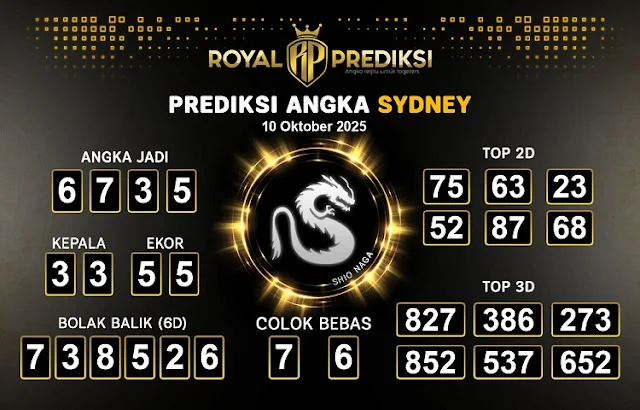 ROYAL RP PREDIKSI
PREDIKSI ANGKA SYDNEY
10 Oktober 2025
ANGKA JADI
6 7 3 5
KEPALA EKOR
3 3 5 5
BOLAK BALIK (6D)
7 3 8 5 2 6
SHIO NAGA
COLOK BEBAS
7 6
TOP 2D
75 63 23
52 87 68
TOP 3D
827 386 273
852 537 652